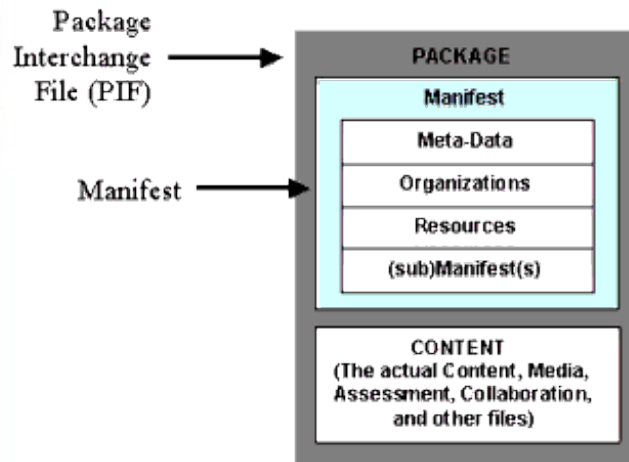 Package
Interchange
File (PIF)
Manifest
PACKAGE
Manifest
Meta-Data
Organizations
Resources
(sub)Manifest(s)
CONTENT
(The actual Content, Media,
Assessment, Collaboration,
and other files)